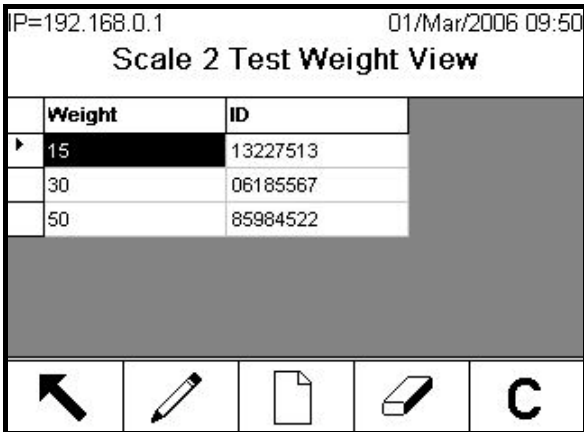 IP=192.168.0.1 01/Mar/2006 09:50
Scale 2 Test Weight View
Weight ID
15 13227513
30 06185567
50 85984522
C